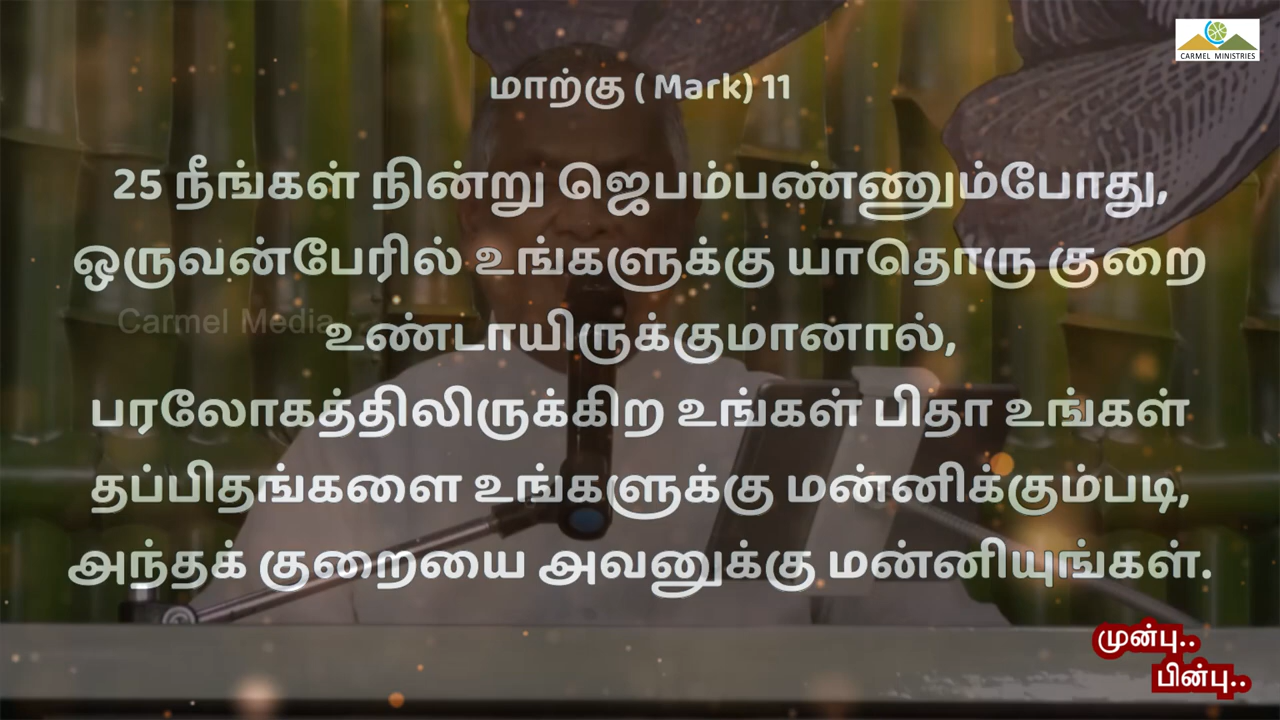 CARMEL MINISTRIES
மாற்கு ( Mark) 11
25 நீங்கள் நின்று ஜெபம்பண்ணும்போது,
ஒருவன்பேரில் உங்களுக்கு யாதொரு குறை
Carmel Media
உண்டாயிருக்குமானால்,
பரலோகத்திலிருக்கிற உங்கள் பிதா உங்கள்
தப்பிதங்களை உங்களுக்கு மன்னிக்கும்படி,
அந்தக் குறையை அவனுக்கு மன்னியுங்கள்.
முன்பு..
பின்பு..